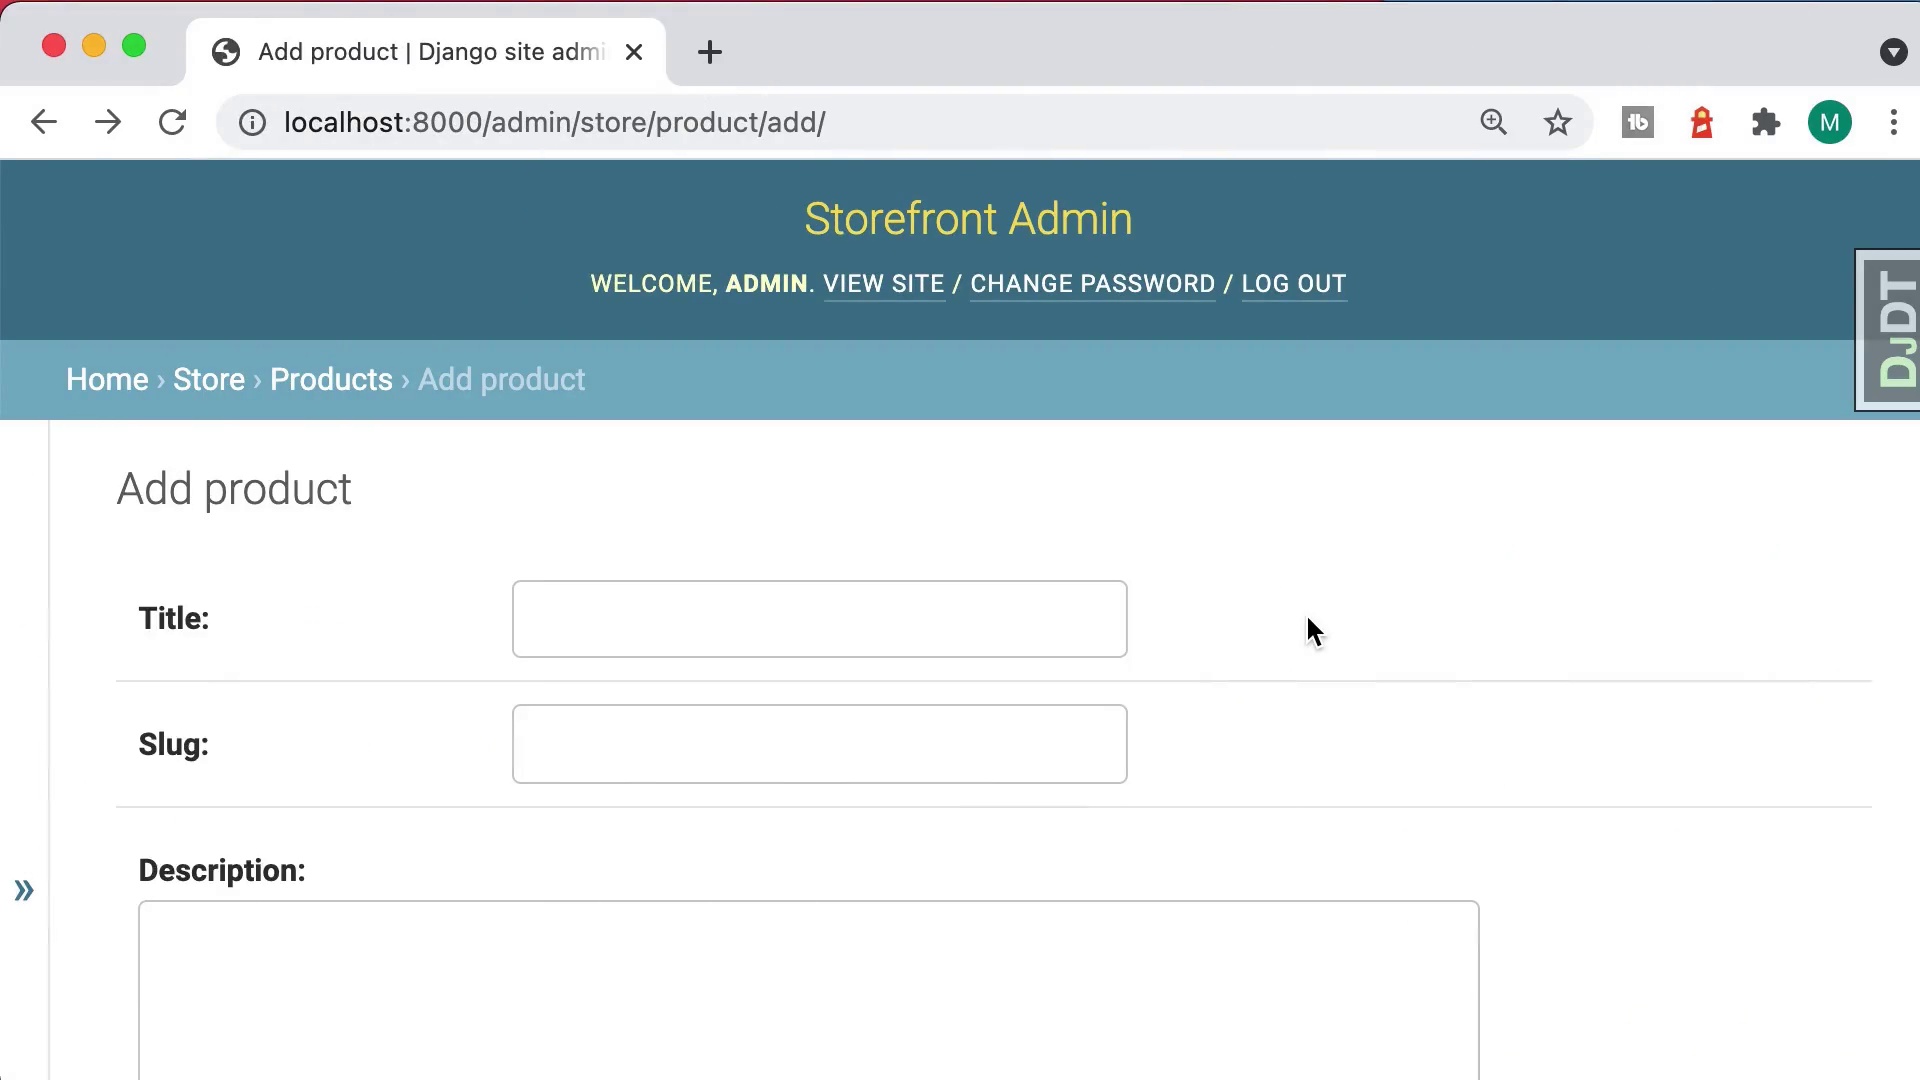 Add product | Django site admi
localhost:8000/admin/store/product/add/
M
Storefront Admin
WELCOME, ADMIN. VIEW SITE / CHANGE PASSWORD / LOG OUT
DJDT
Home › Store › Products › Add product
Add product
Title:
Slug:
Description: